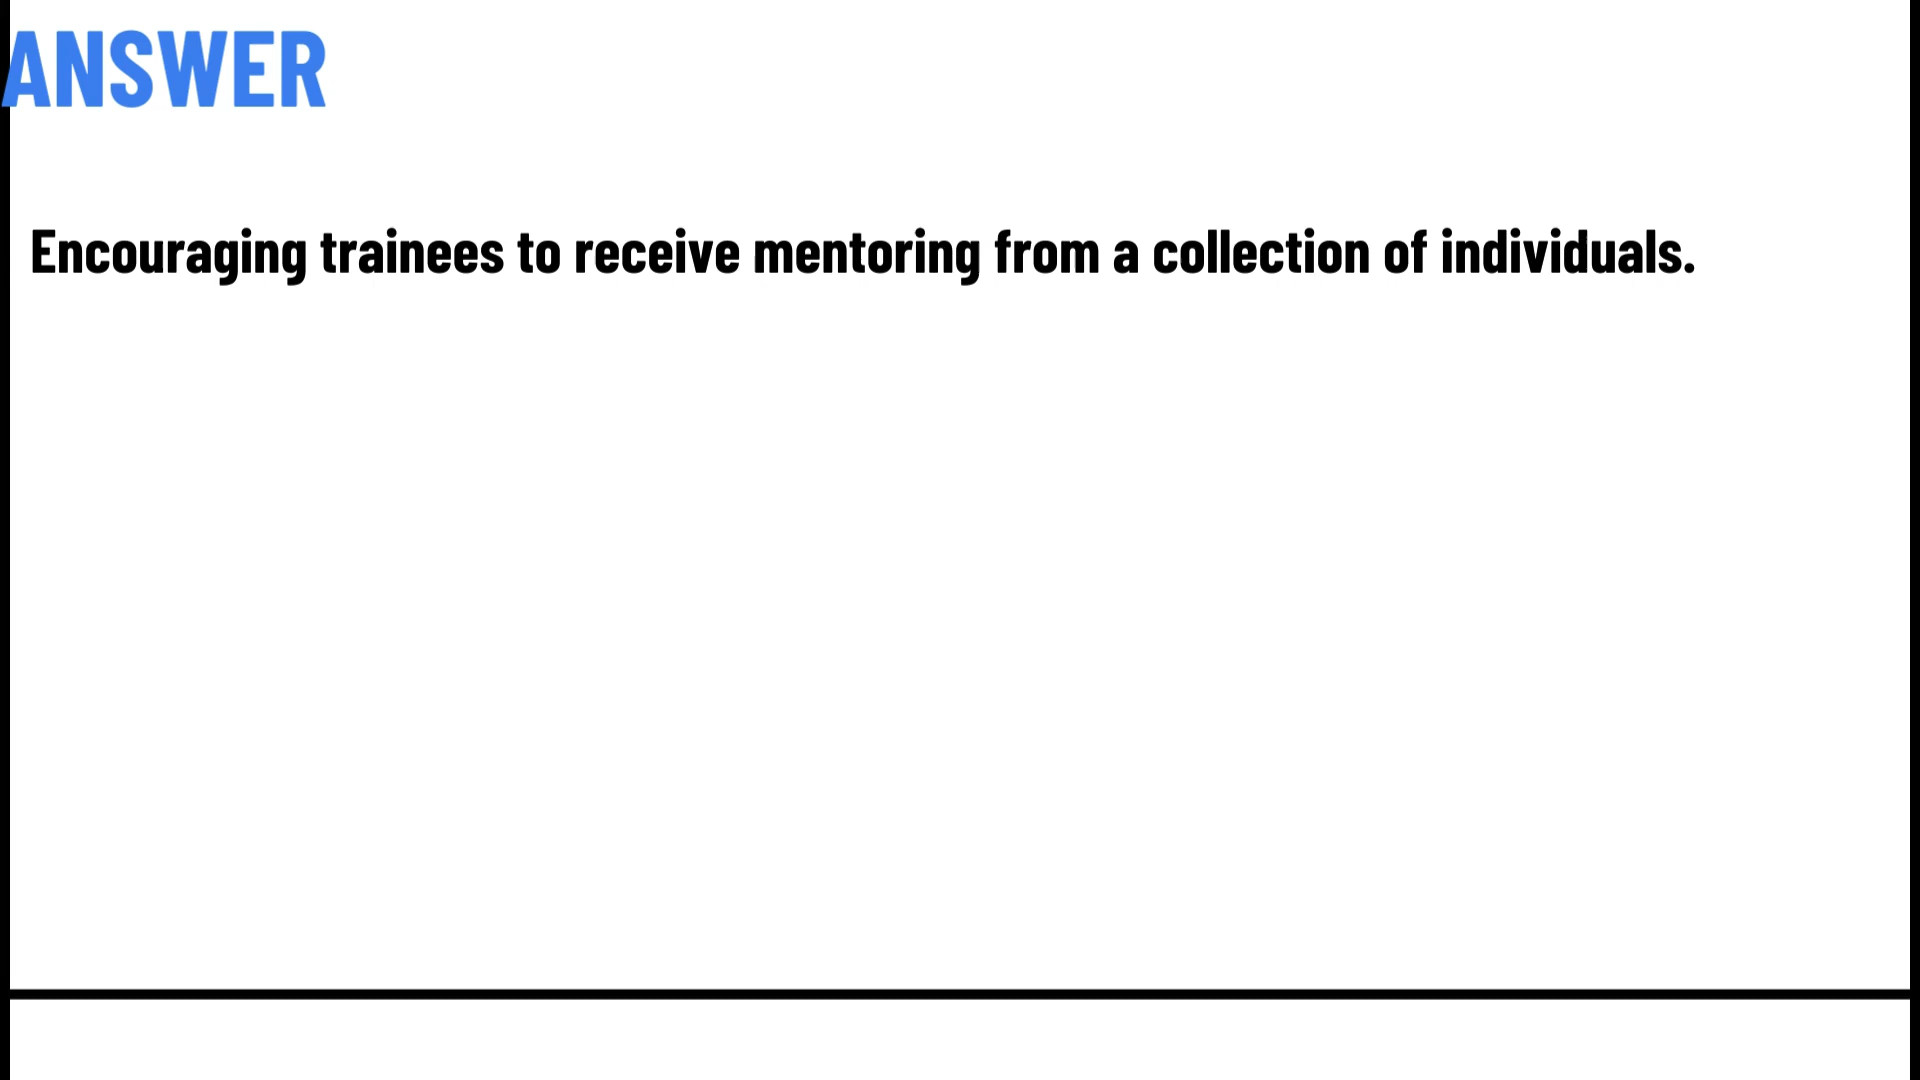 ANSWER
Encouraging trainees to receive mentoring from a collection of individuals.